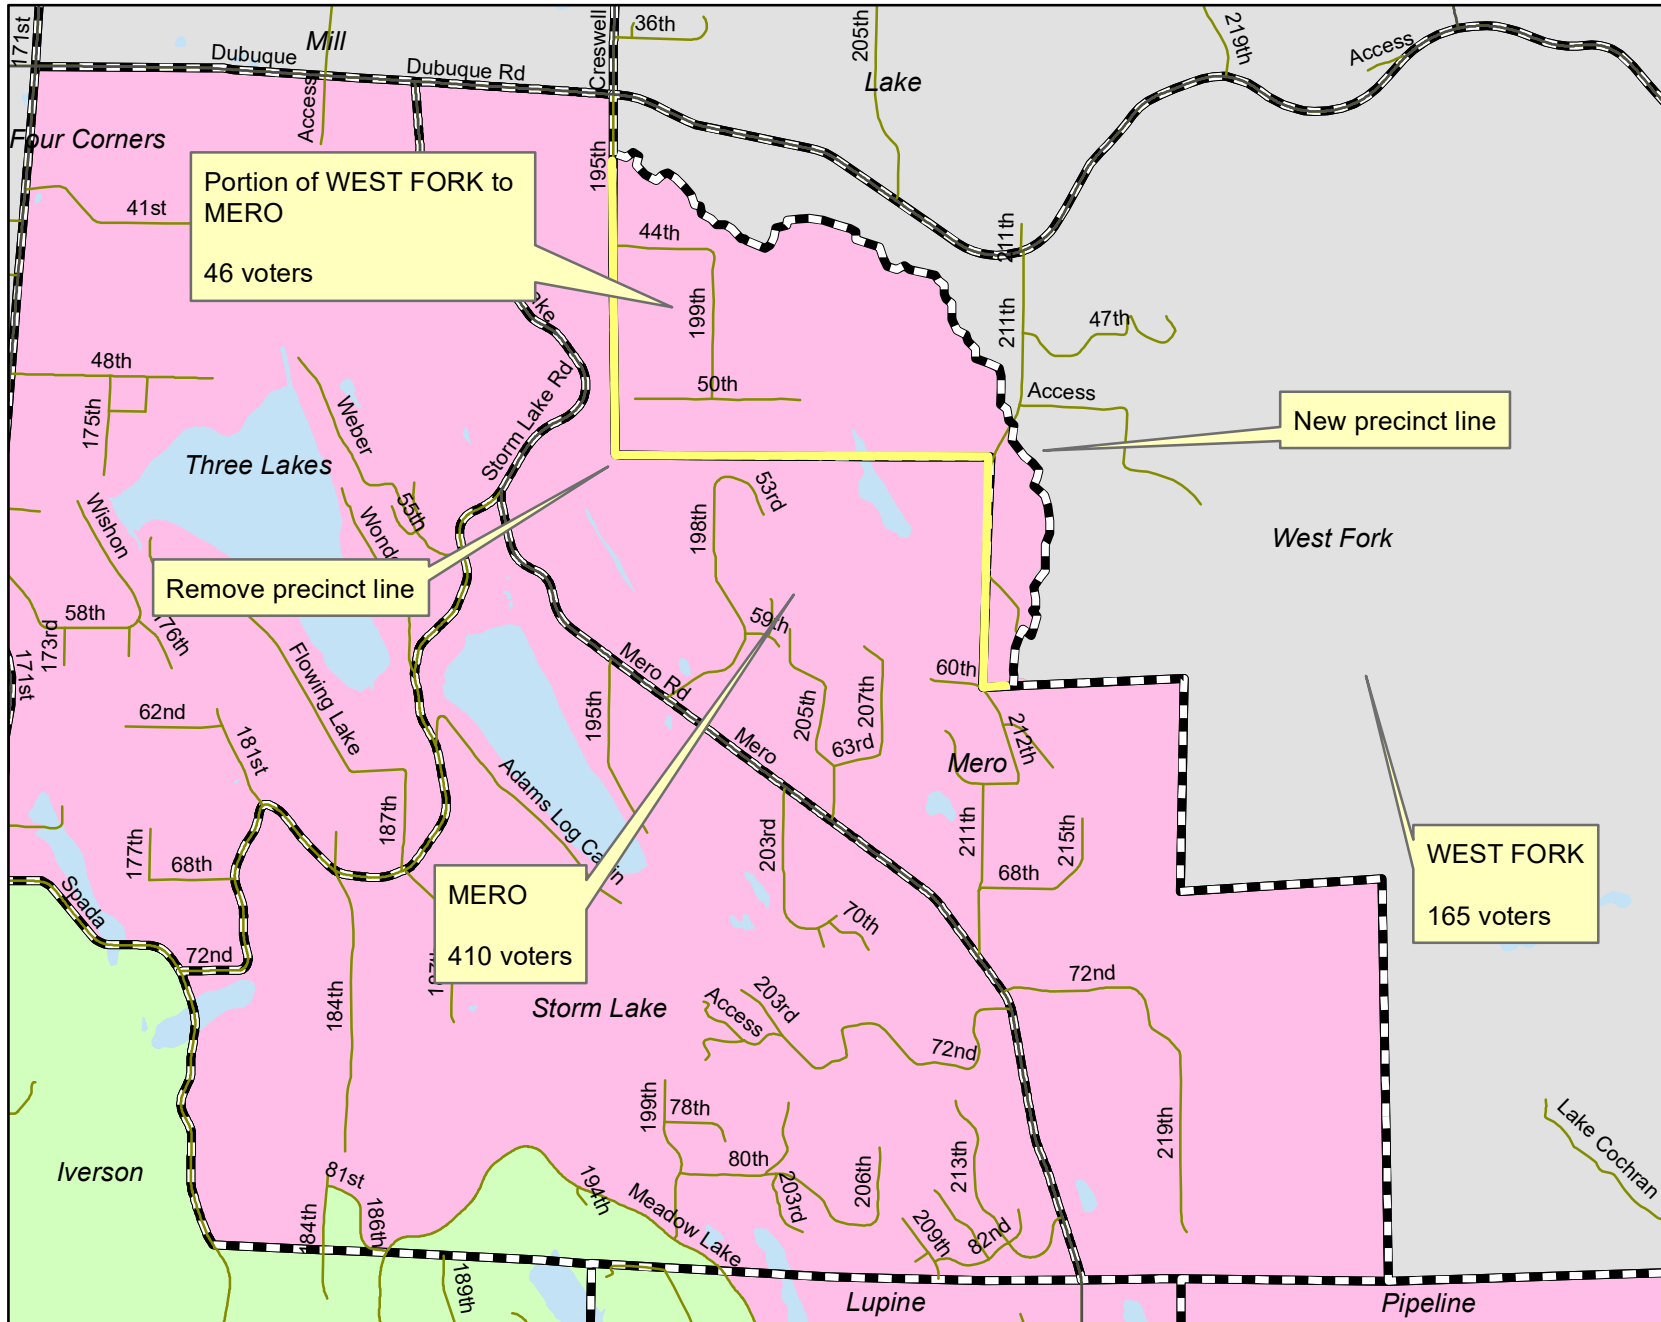 171st
Mill
Dubuque
Dubuque Rd
Access
Creswell
36th
205th
Lake
219th
Access
Four Corners
195th
Portion of WEST FORK to
MERO
46 voters
41st
44th
199th
50th
211th
211th
47th
Access
New precinct line
48th
175th
Weber
Storm Lake Rd
Three Lakes
55th
Wishon
53rd
198th
West Fork
Remove precinct line
58th
173rd
176th
171st
59th
Flowing Lake
Mero Rd
195th
205th
207th
60th
62nd
181st
63rd
212th
Mero
Mero
Adams Log Cabin
187th
177th
68th
203rd
211th
215th
68th
MERO
410 voters
WEST FORK
165 voters
Spada
70th
72nd
184th
Storm Lake
Access
203rd
72nd
72nd
199th
78th
80th
203rd
206th
213th
219th
Lake Cochran
Iverson
81st
184th
186th
194th
Meadow Lake
209th
82nd
189th
Lupine
Pipeline